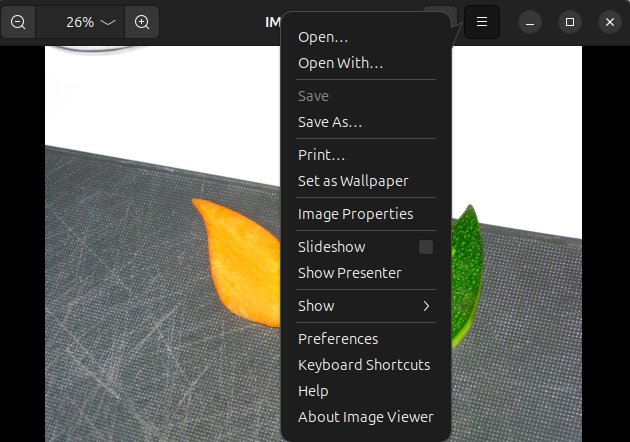 26%
IM
Open...
Open With...
Save
Save As...
Print...
Set as Wallpaper
Image Properties
Slideshow
Show Presenter
Show
Preferences
Keyboard Shortcuts
Help
About Image Viewer